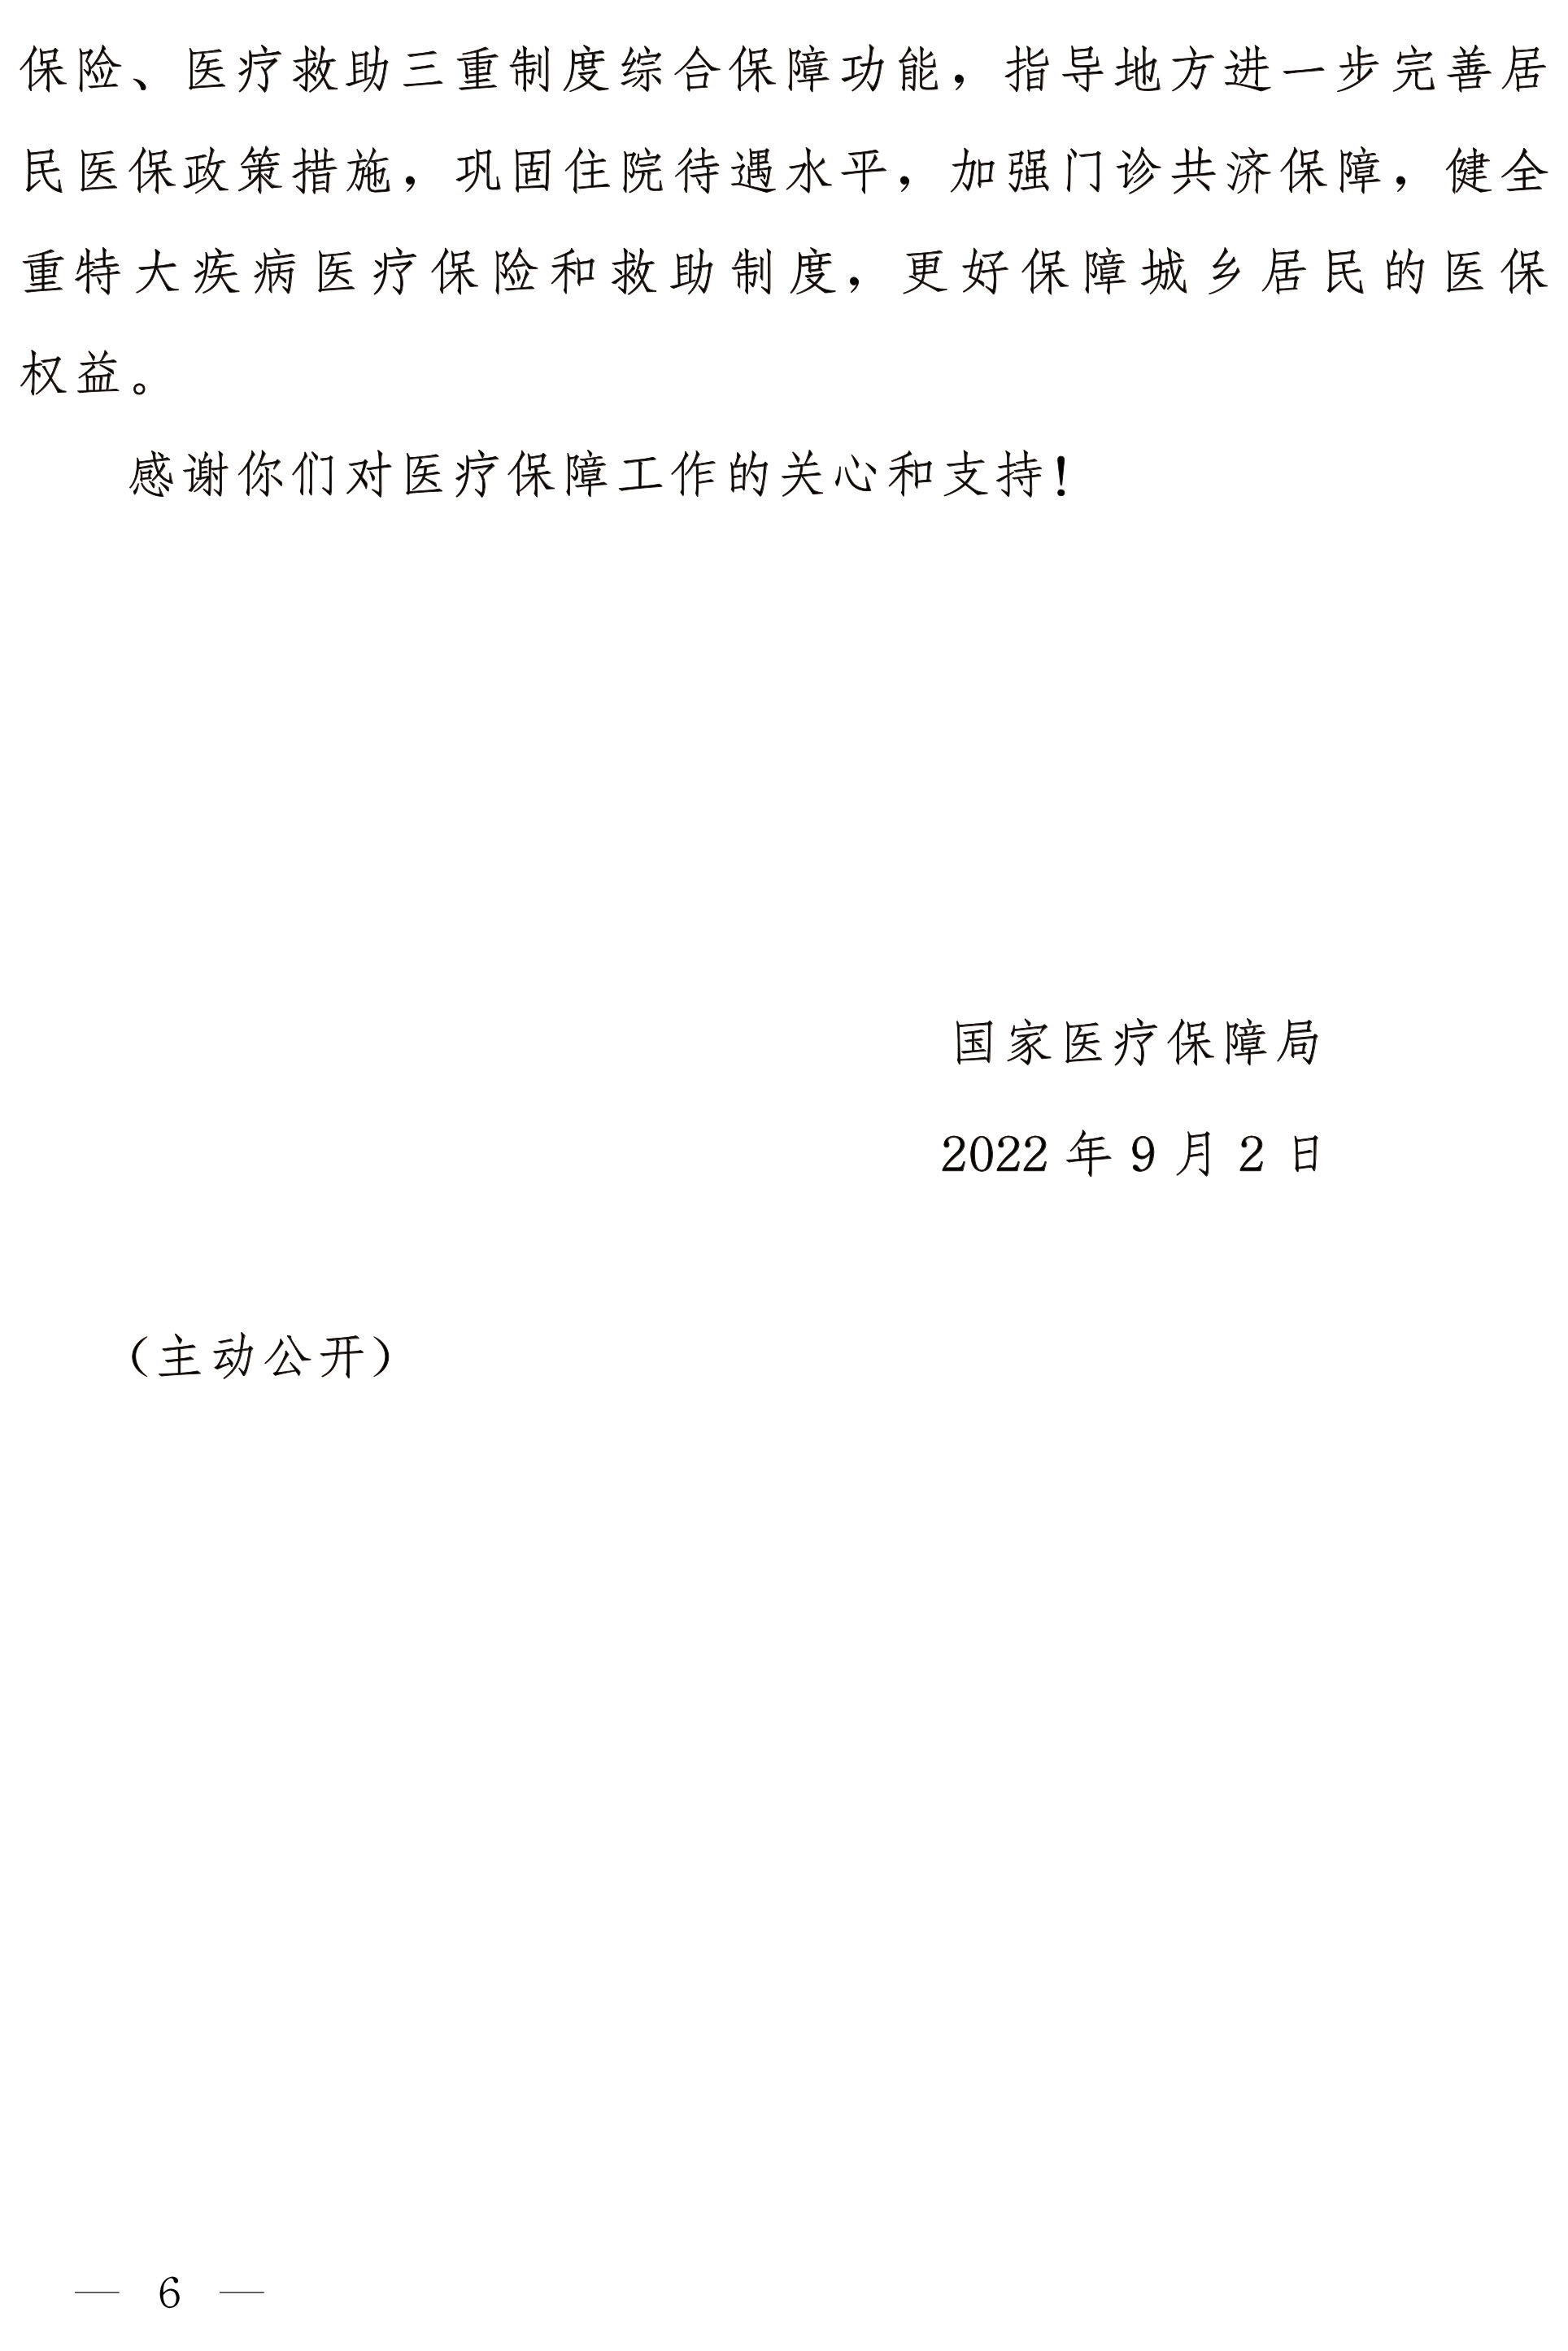 保险、医疗救助三重制度综合保障功能，指导地方进一步完善居
民医保政策措施，巩固住院待遇水平，加强门诊共济保障，健全
重特大疾病医疗保险和救助制度，更好保障城乡居民的医保
权益。
感谢你们对医疗保障工作的关心和支持！
国家医疗保障局
2022 年 9 月 2 日
（主动公开）
— 6 —